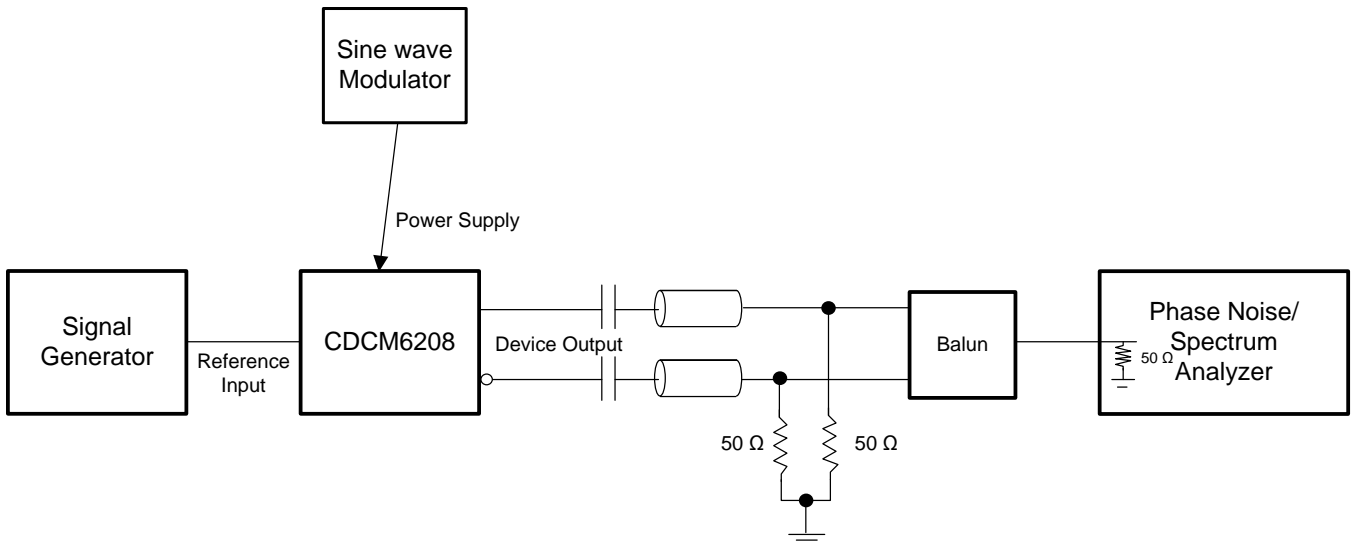 Sine wave
Modulator
Power Supply
Signal
Generator
Reference
Input
CDCM6208
Device Output
Balun
Phase Noise/
Spectrum
Analyzer
50 Ω
50 Ω
50 Ω